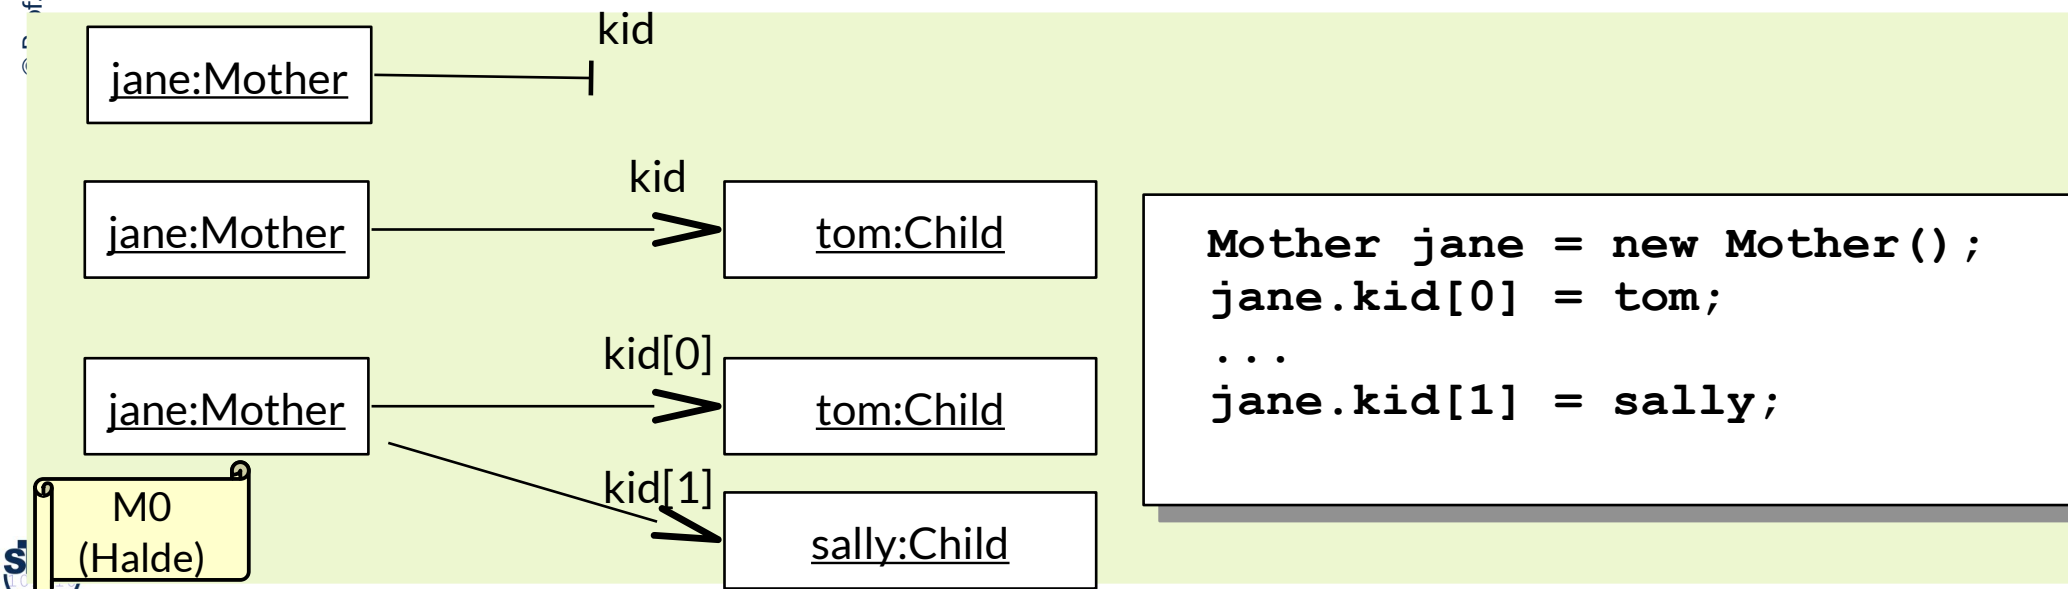 kid
jane:Mother
kid
jane:Mother
tom:Child
kid[0]
jane:Mother
tom:Child
kid[1]
sally:Child
M0
(Halde)
Mother jane = new Mother();
jane.kid[0] = tom;
...
jane.kid[1] = sally;